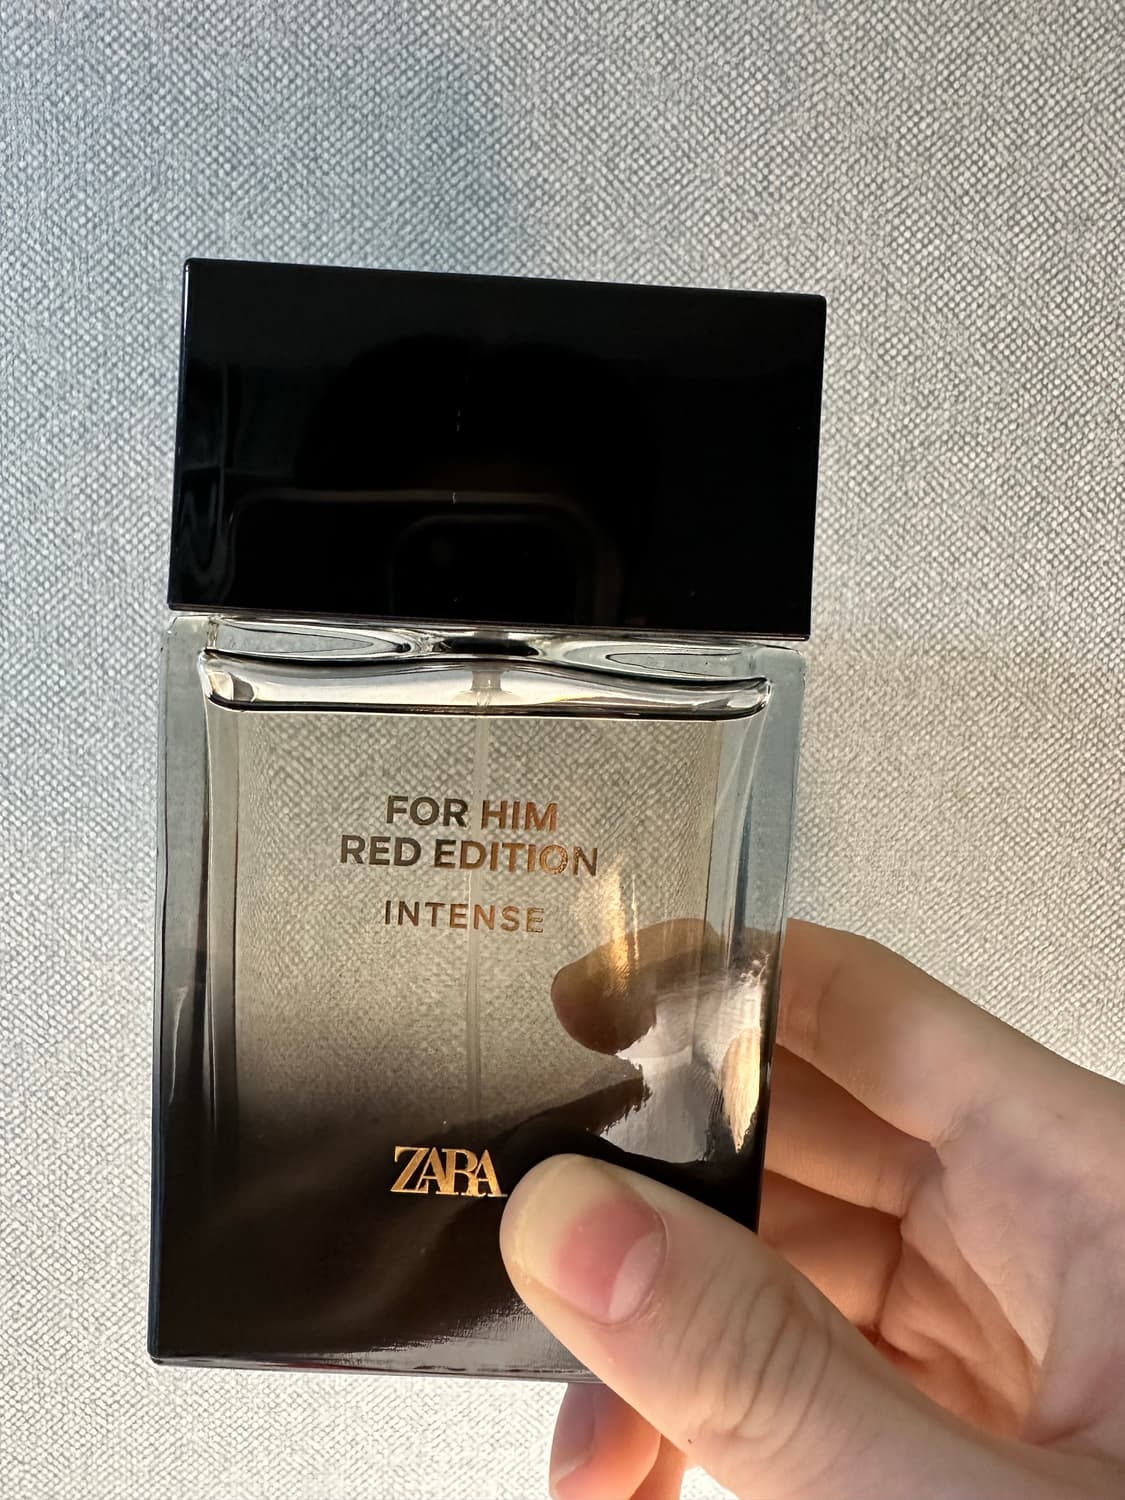 FOR HIM
RED EDITION
INTENSE
ZARA